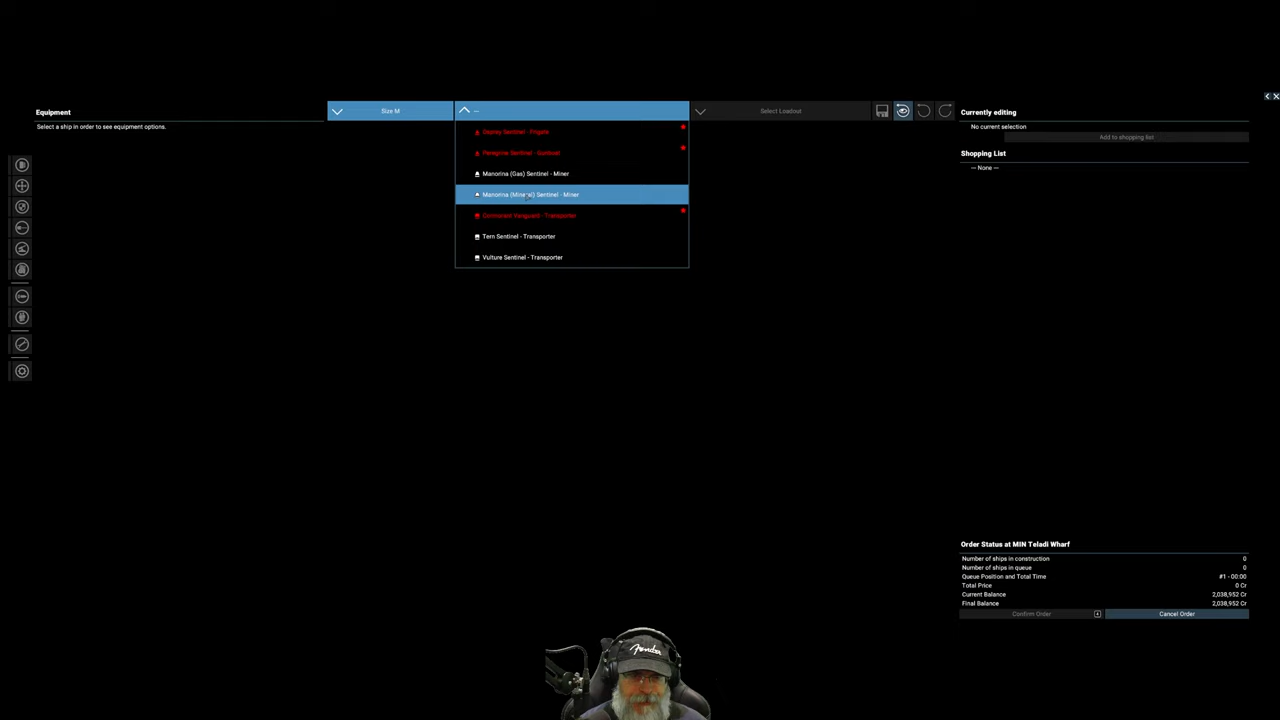 Equipment
Select a ship in order to see equipment options.
Size M
—
Select Loadout
Osprey Sentinel - Frigate
Peregrine Sentinel - Gunboat
Manorina (Gas) Sentinel - Miner
Manorina (Mineral) Sentinel - Miner
Cormorant Vanguard - Transporter
Tern Sentinel - Transporter
Vulture Sentinel - Transporter
Currently editing
No current selection
Add to shopping list
Shopping List
— None —
Order Status at MIN Teladi Wharf
Number of ships in construction 0
Number of ships in queue 0
Queue Position and Total Time #1 - 00:00
Total Price 0 Cr
Current Balance 2,038,952 Cr
Final Balance 2,038,952 Cr
Confirm Order
Cancel Order
Fender